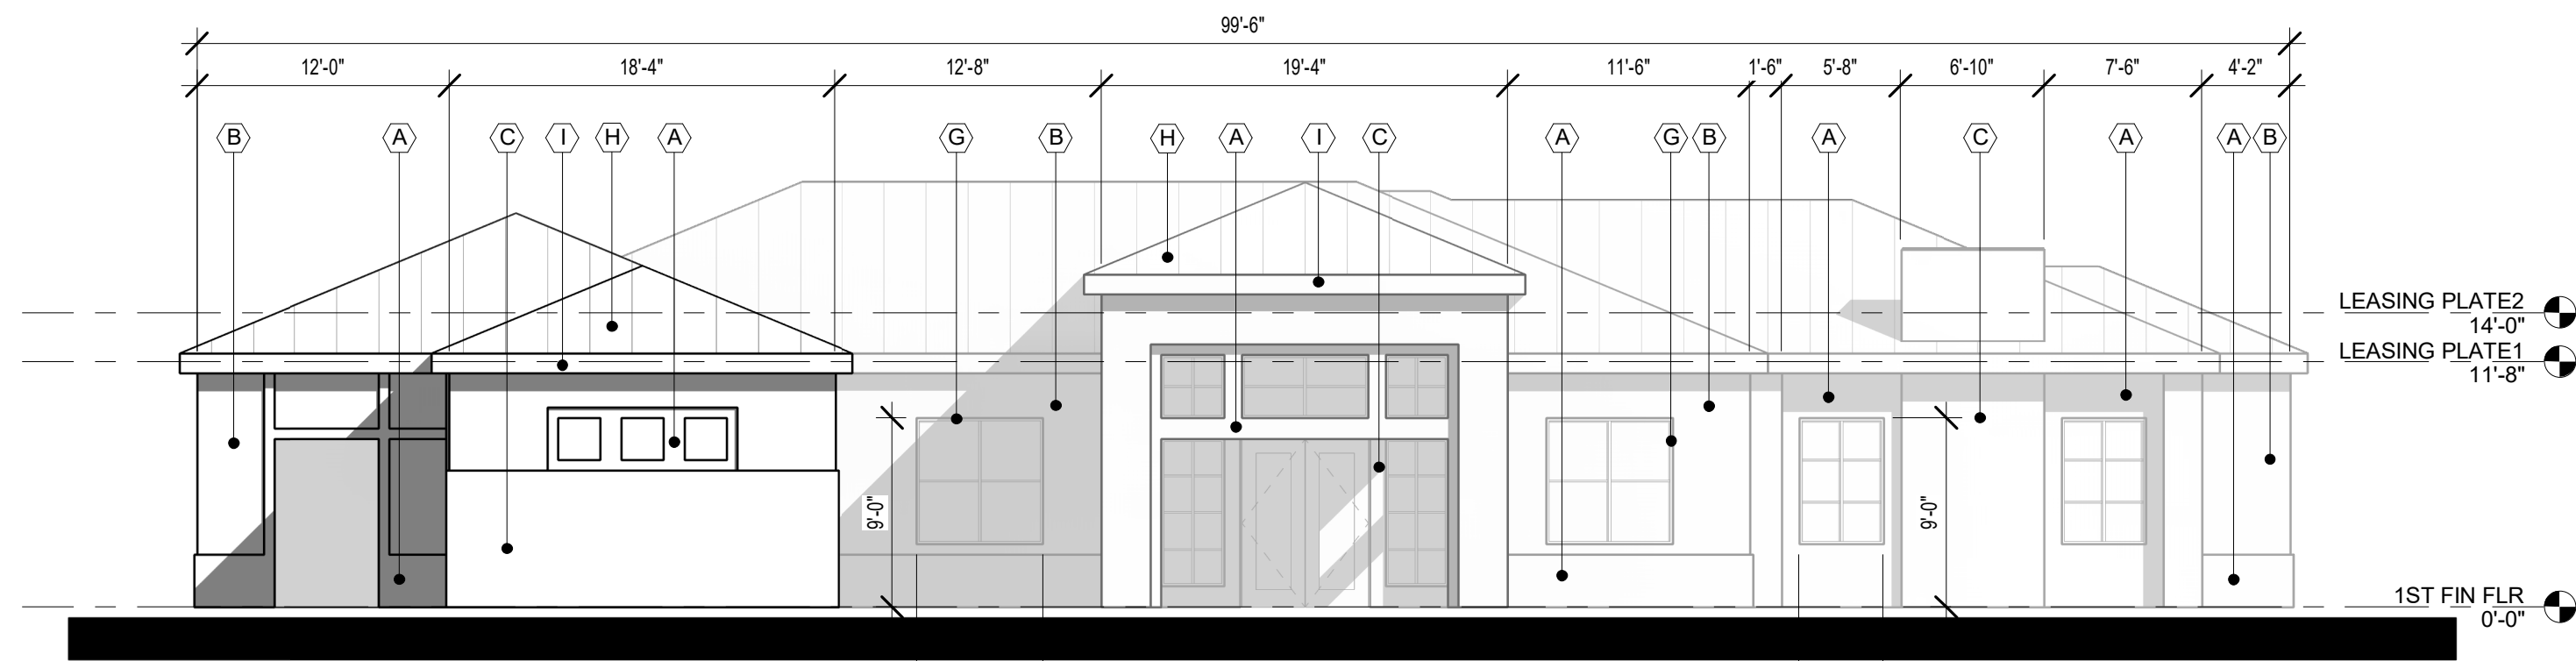 99'-6"
12'-0" 18'-4" 12'-8" 19'-4" 11'-6" 1'-6" 5'-8" 6'-10" 7'-6" 4'-2"
B A C I H A G B H A I C A G B A C A A B
LEASING PLATE2
14'-0"
LEASING PLATE1
11'-8"
9'-0" 9'-0"
1ST FIN FLR
0'-0"